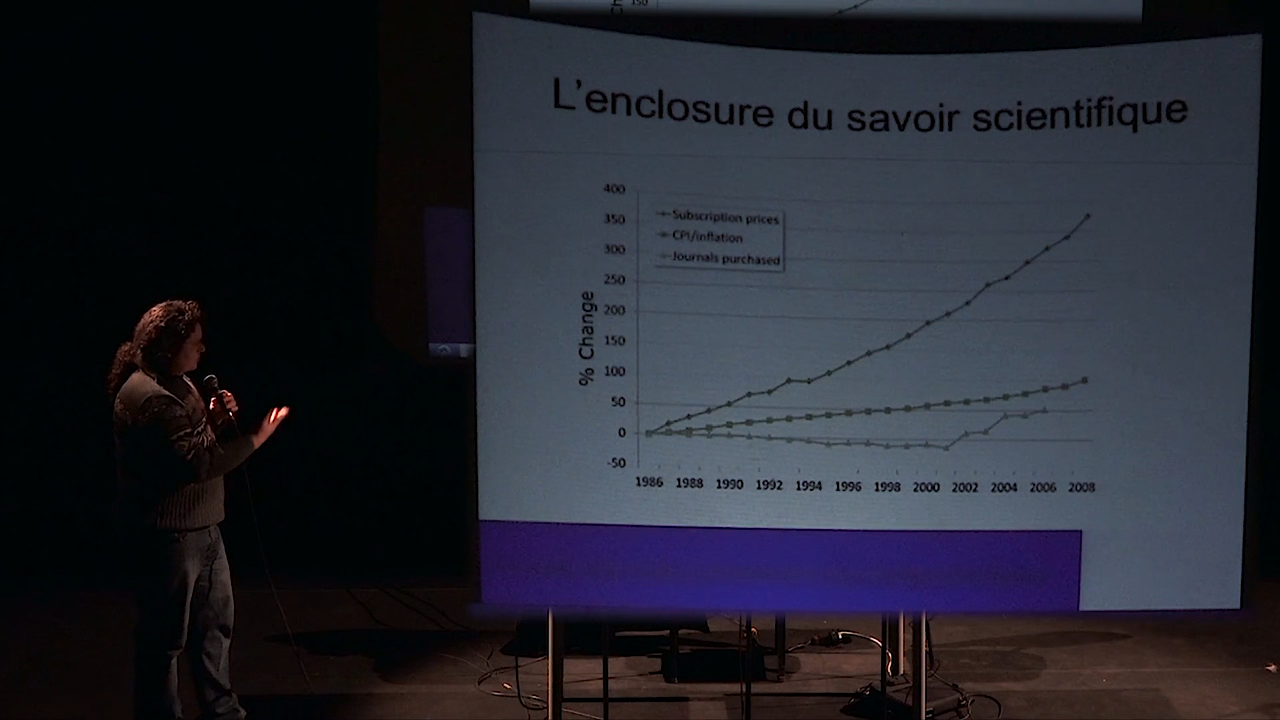 150
L'enclosure du savoir scientifique
400
350
300
250
200
150
100
50
0
-50
% Change
Subscription prices
CPI/inflation
Journals purchased
1986 1988 1990 1992 1994 1996 1998 2000 2002 2004 2006 2008